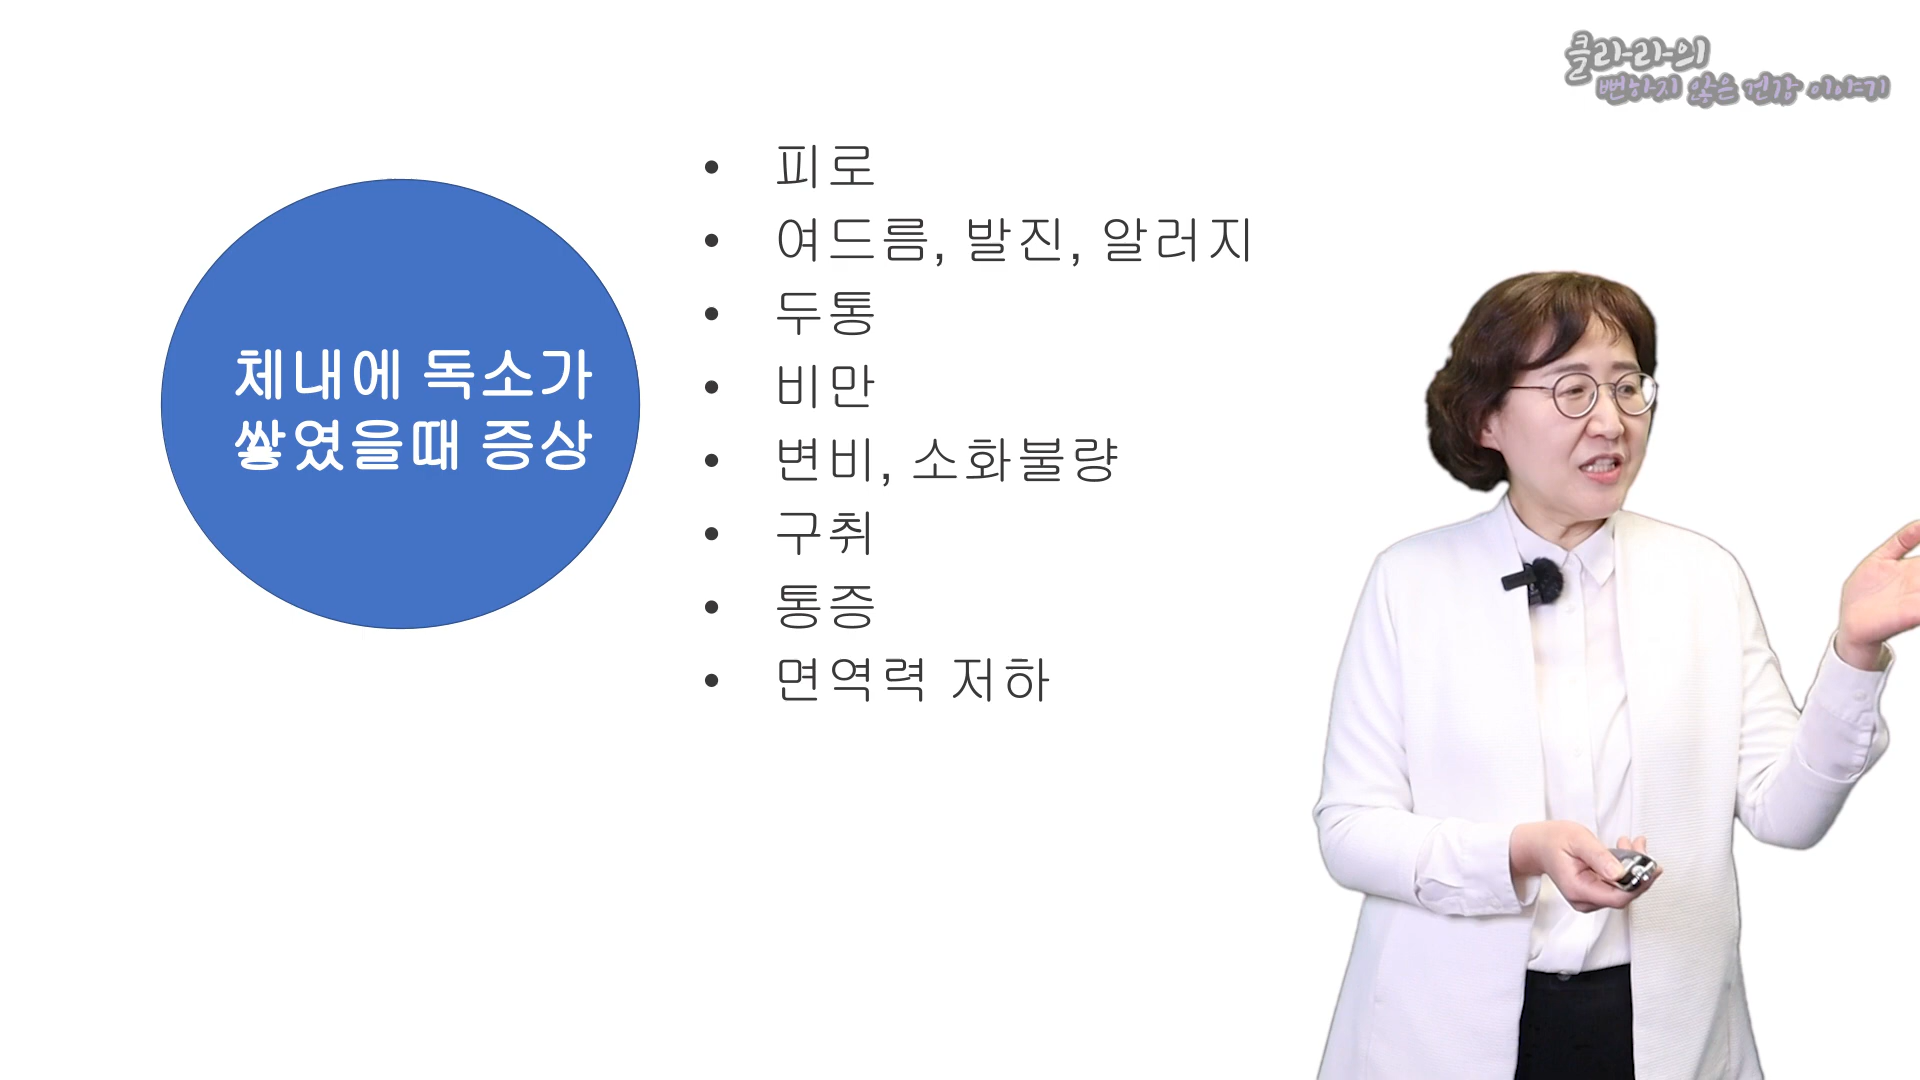 클라라의
뻔하지 않은 건강 이야기
체내에 독소가
쌓였을때 증상
• 피로
• 여드름, 발진, 알러지
• 두통
• 비만
• 변비, 소화불량
• 구취
• 통증
• 면역력 저하